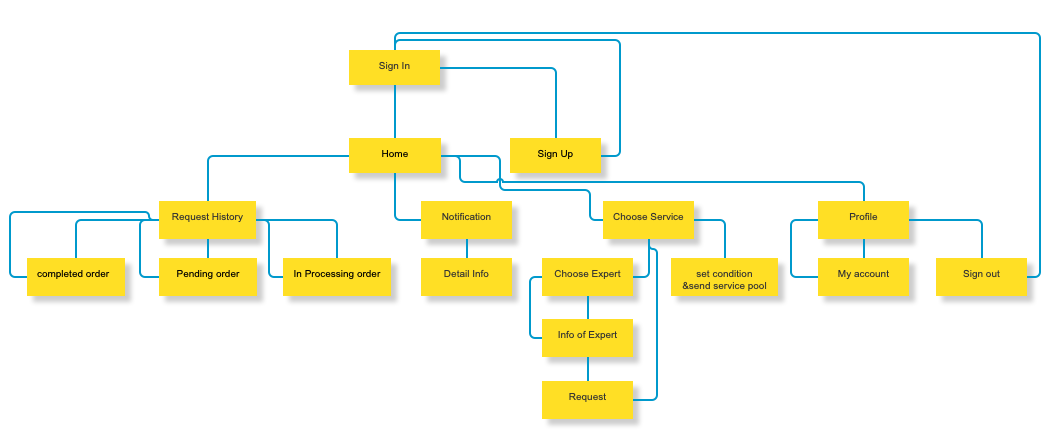 Sign In
Home
Sign Up
Request History
Notification
Choose Service
Profile
completed order
Pending order
In Processing order
Detail Info
Choose Expert
set condition
&send service pool
My account
Sign out
Info of Expert
Request